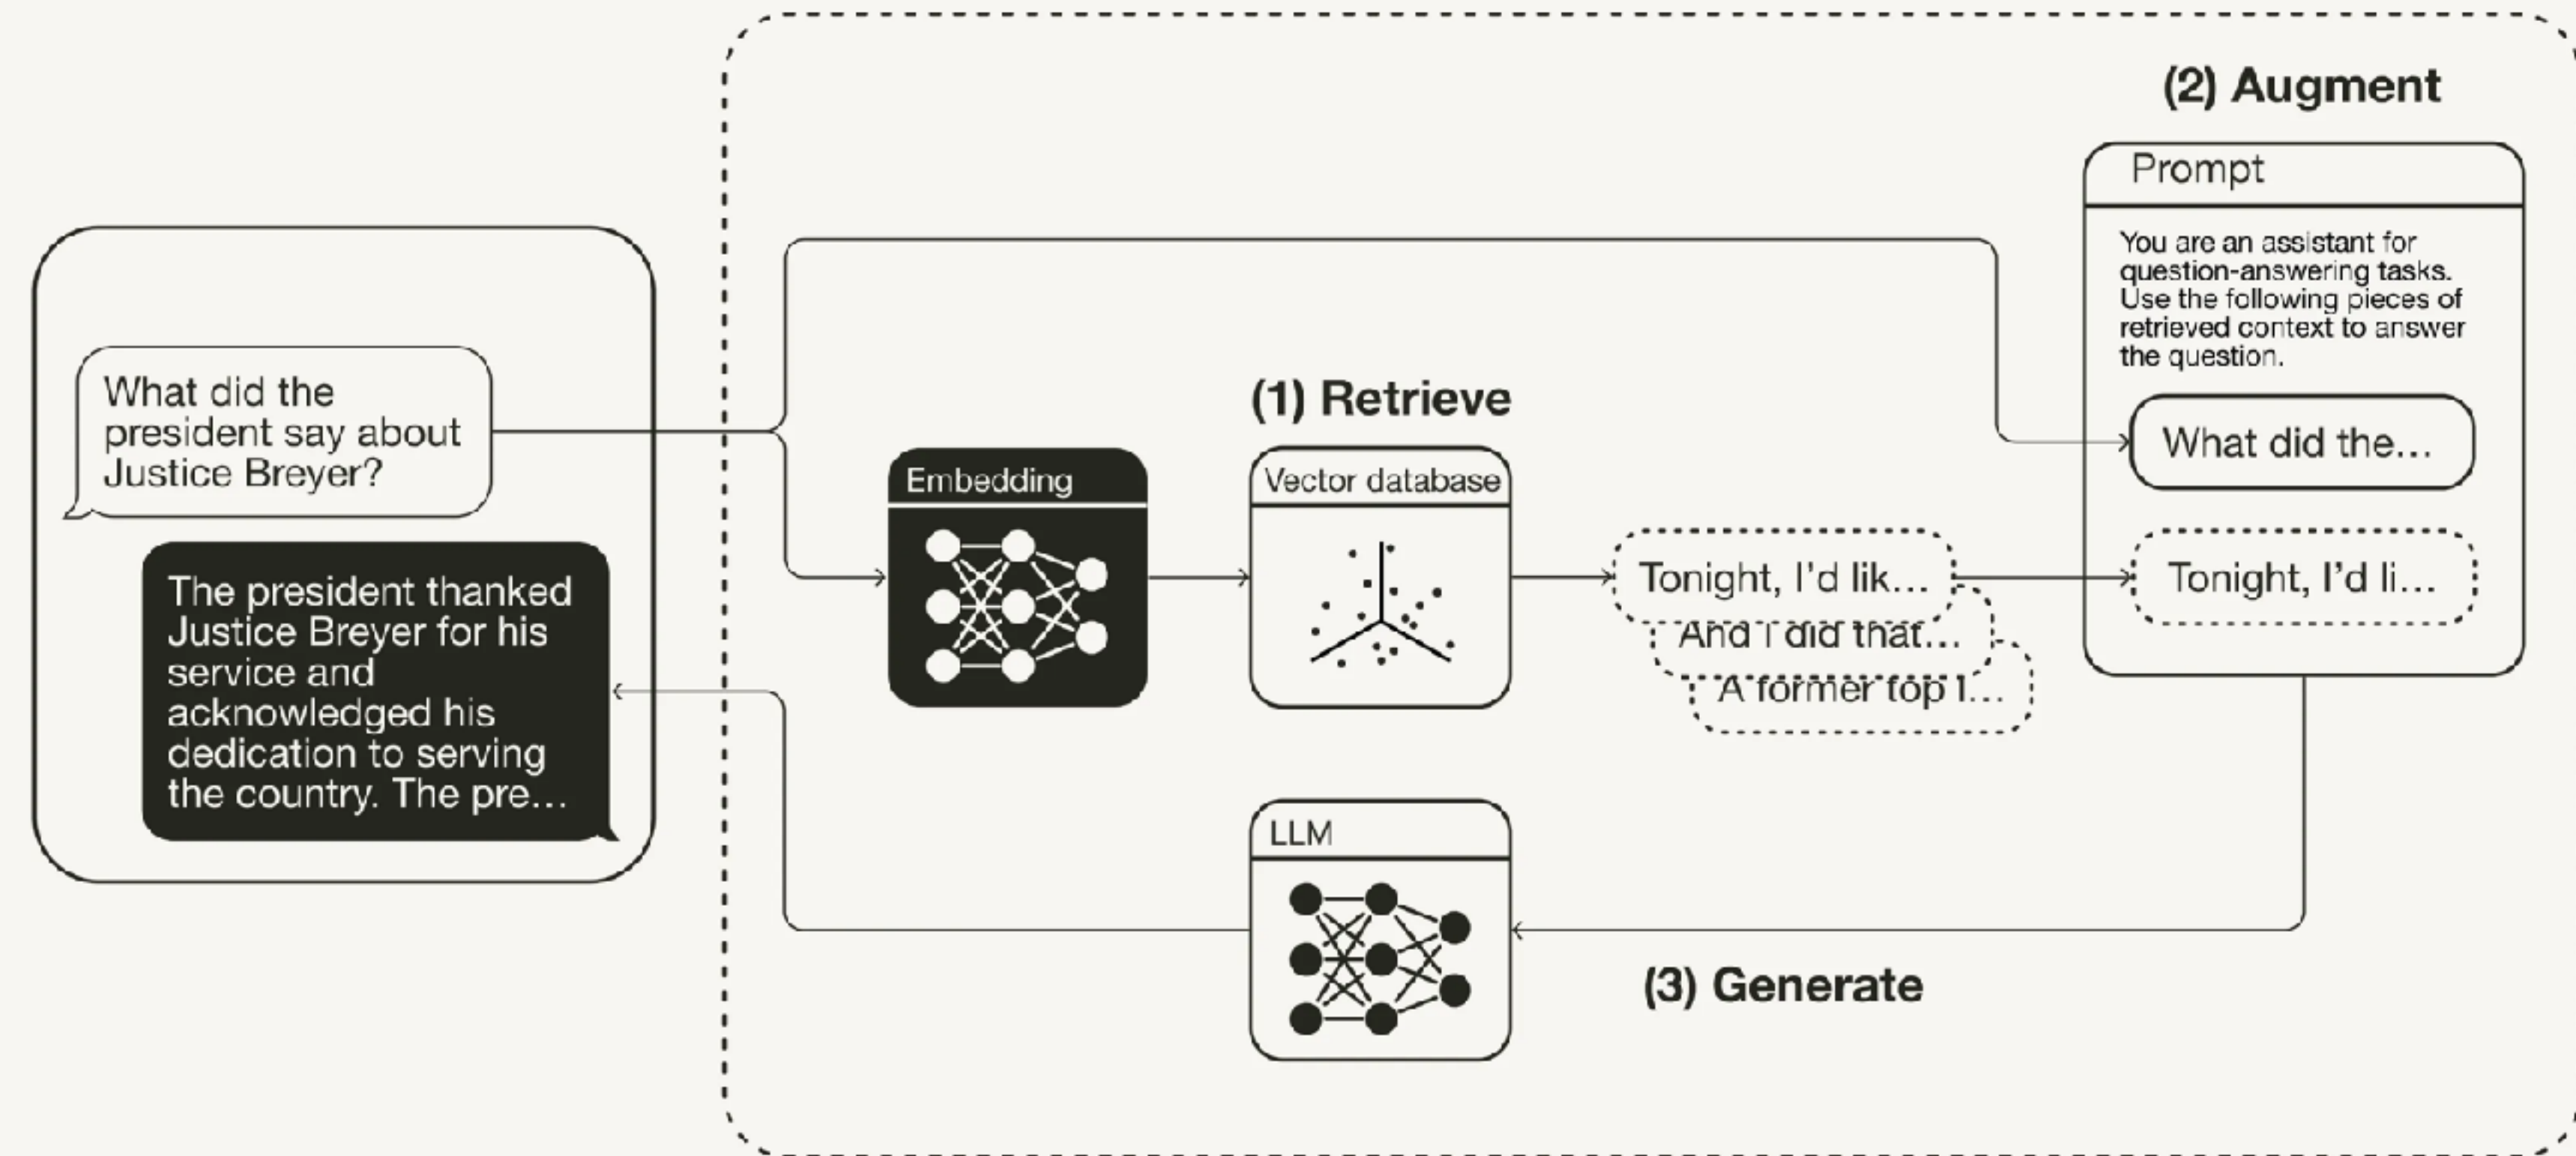 What did the
president say about
Justice Breyer?
The president thanked
Justice Breyer for his
service and
acknowledged his
dedication to serving
the country. The pre...
Embedding
(1) Retrieve
Vector database
Tonight, I'd lik...
And I did that...
A former top l...
(2) Augment
Prompt
You are an assistant for
question-answering tasks.
Use the following pieces of
retrieved context to answer
the question.
What did the...
Tonight, I'd li...
LLM
(3) Generate